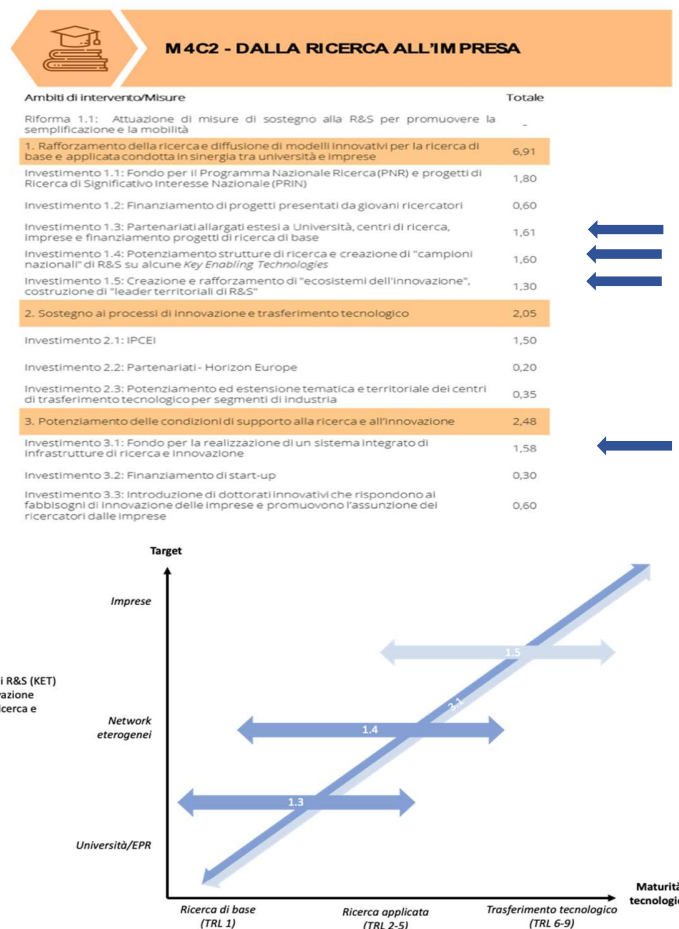 M4C2 - DALLA RICERCA ALL'IMPRESA
Ambiti di intervento/Misure Totale
Riforma 1.1: Attuazione di misure di sostegno alla R&S per promuovere la
semplificazione e la mobilità -
1. Rafforzamento della ricerca e diffusione di modelli innovativi per la ricerca di
base e applicata condotta in sinergia tra università e imprese 6,91
Investimento 1.1: Fondo per il Programma Nazionale Ricerca (PNR) e progetti di
Ricerca di Significativo Interesse Nazionale (PRIN) 1,80
Investimento 1.2: Finanziamento di progetti presentati da giovani ricercatori 0,60
Investimento 1.3: Partenariati allargati estesi a Università, centri di ricerca,
imprese e finanziamento progetti di ricerca di base 1,61
Investimento 1.4: Potenziamento strutture di ricerca e creazione di "campioni
nazionali" di R&S su alcune Key Enabling Technologies 1,60
Investimento 1.5: Creazione e rafforzamento di "ecosistemi dell'innovazione",
costruzione di "leader territoriali di R&S" 1,30
2. Sostegno ai processi di innovazione e trasferimento tecnologico 2,05
Investimento 2.1: IPCEI 1,50
Investimento 2.2: Partenariati - Horizon Europe 0,20
Investimento 2.3: Potenziamento ed estensione tematica e territoriale dei centri
di trasferimento tecnologico per segmenti di industria 0,35
3. Potenziamento delle condizioni di supporto alla ricerca e all'innovazione 2,48
Investimento 3.1: Fondo per la realizzazione di un sistema integrato di
infrastrutture di ricerca e innovazione 1,58
Investimento 3.2: Finanziamento di start-up 0,30
Investimento 3.3: Introduzione di dottorati innovativi che rispondono ai
fabbisogni di innovazione delle imprese e promuovono l'assunzione dei
ricercatori dalle imprese 0,60
Target
Imprese
1.5
i R&S (KET)
vazione
icerca e
3.1
Network
eterogenei
1.4
1.3
Università/EPR
Maturità
tecnologic
Ricerca di base
(TRL 1)
Ricerca applicata
(TRL 2-5)
Trasferimento tecnologico
(TRL 6-9)